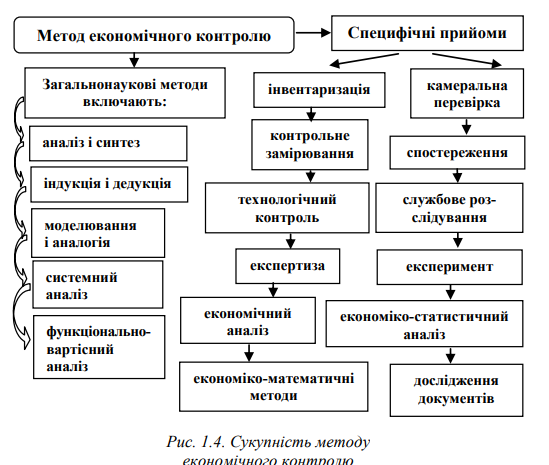 Метод економічного контролю
Специфічні прийоми
Загальнонаукові методи
включають:
аналіз і синтез
індукція і дедукція
моделювання
і аналогія
системний
аналіз
функціонально-
вартісний
аналіз
інвентаризація
контрольне
замірювання
технологічний
контроль
експертиза
економічний
аналіз
економіко-математичні
методи
камеральна
перевірка
спостереження
службове роз-
слідування
експеримент
економіко-статистичний
аналіз
дослідження
документів
Рис. 1.4. Сукупність методу
економічного контролю